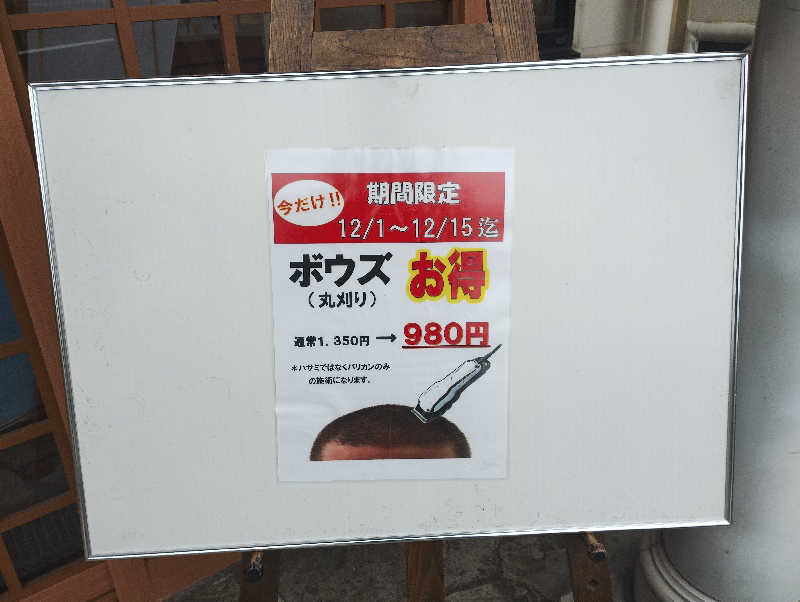 今だけ!!
期間限定
12/1～12/15迄
ボウズ
(丸刈り)
お得
通常1,350円→980円
*ハサミではなくバリカンのみ
の施術になります。